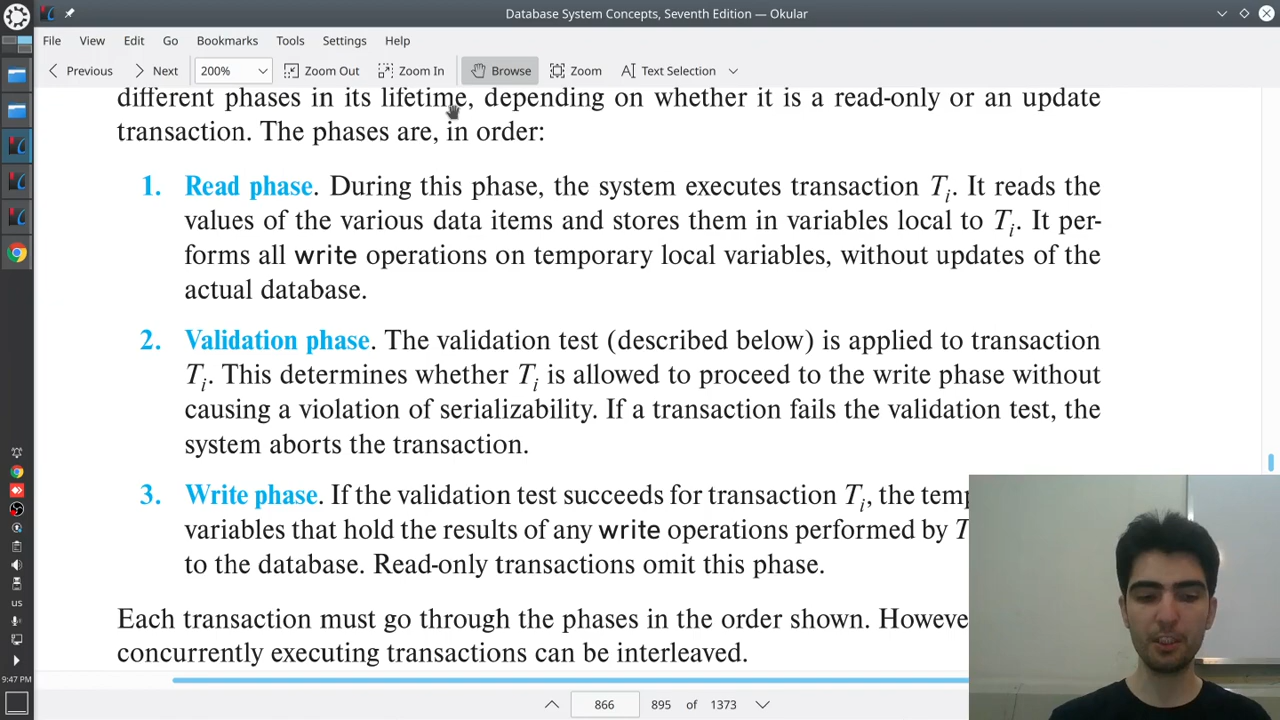 Database System Concepts, Seventh Edition — Okular
File View Edit Go Bookmarks Tools Settings Help
Previous Next 200% Zoom Out Zoom In Browse Zoom Text Selection
different phases in its lifetime, depending on whether it is a read-only or an update
transaction. The phases are, in order:
1. Read phase. During this phase, the system executes transaction Ti. It reads the
values of the various data items and stores them in variables local to Ti. It per-
forms all write operations on temporary local variables, without updates of the
actual database.
2. Validation phase. The validation test (described below) is applied to transaction
Ti. This determines whether Ti is allowed to proceed to the write phase without
causing a violation of serializability. If a transaction fails the validation test, the
system aborts the transaction.
3. Write phase. If the validation test succeeds for transaction Ti, the
variables that hold the results of any write operations performed by
to the database. Read-only transactions omit this phase.
Each transaction must go through the phases in the order shown.
concurrently executing transactions can be interleaved.
us
9:47 PM
866 895 of 1373